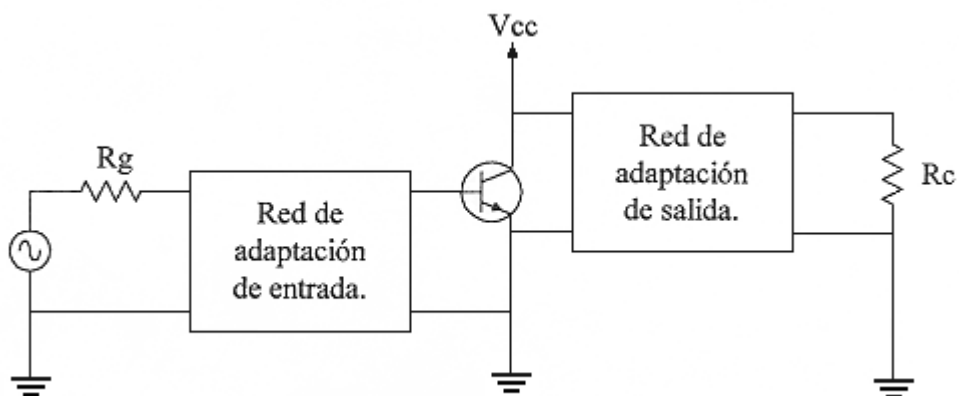 Vcc
Rg
Red de
adaptación
de entrada.
Red de
adaptación
de salida.
Rc